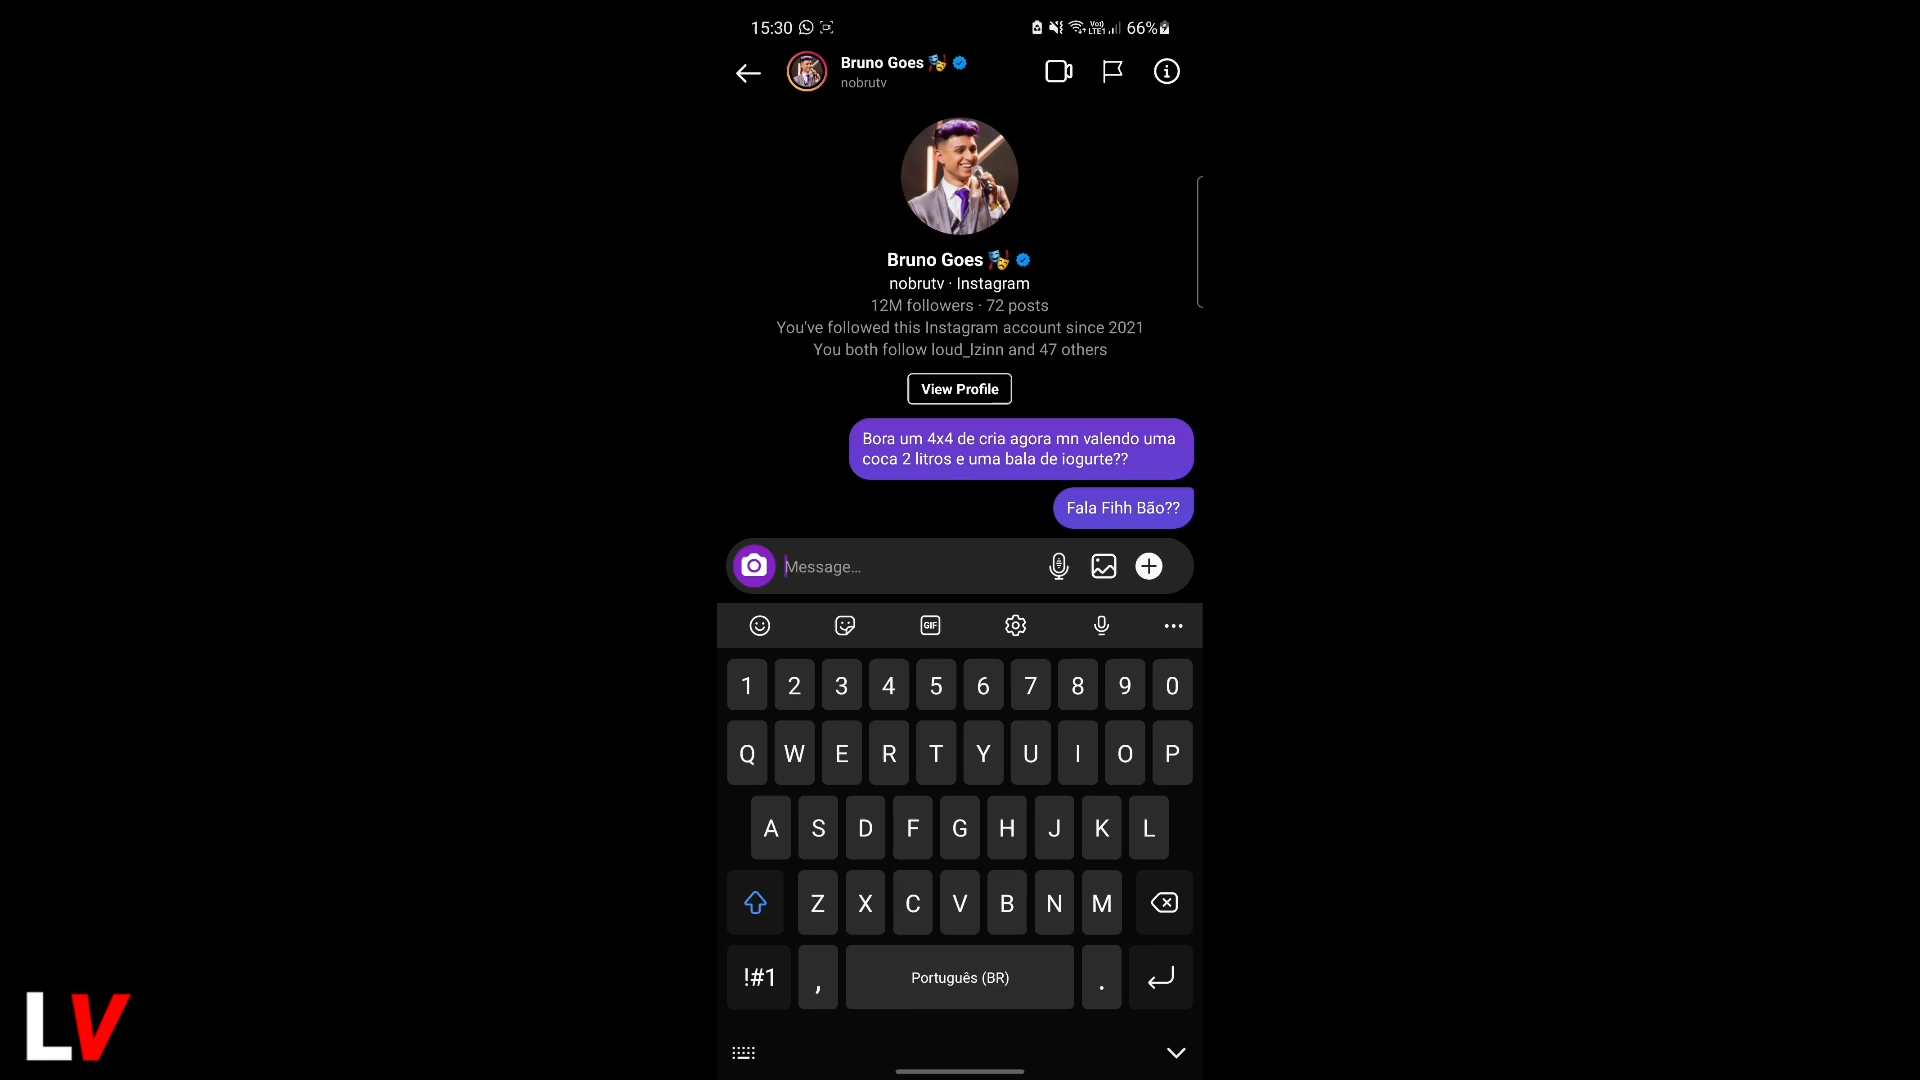 15:30
66%
Bruno Goes
nobrutv
Bruno Goes
nobrutv · Instagram
12M followers · 72 posts
You've followed this Instagram account since 2021
You both follow loud_lzinn and 47 others
View Profile
Bora um 4x4 de cria agora mn valendo uma
coca 2 litros e uma bala de iogurte??
Fala Fihh Bão??
Message...
GIF
1 2 3 4 5 6 7 8 9 0
Q W E R T Y U I O P
A S D F G H J K L
Z X C V B N M
!#1 , Português (BR) .
LV